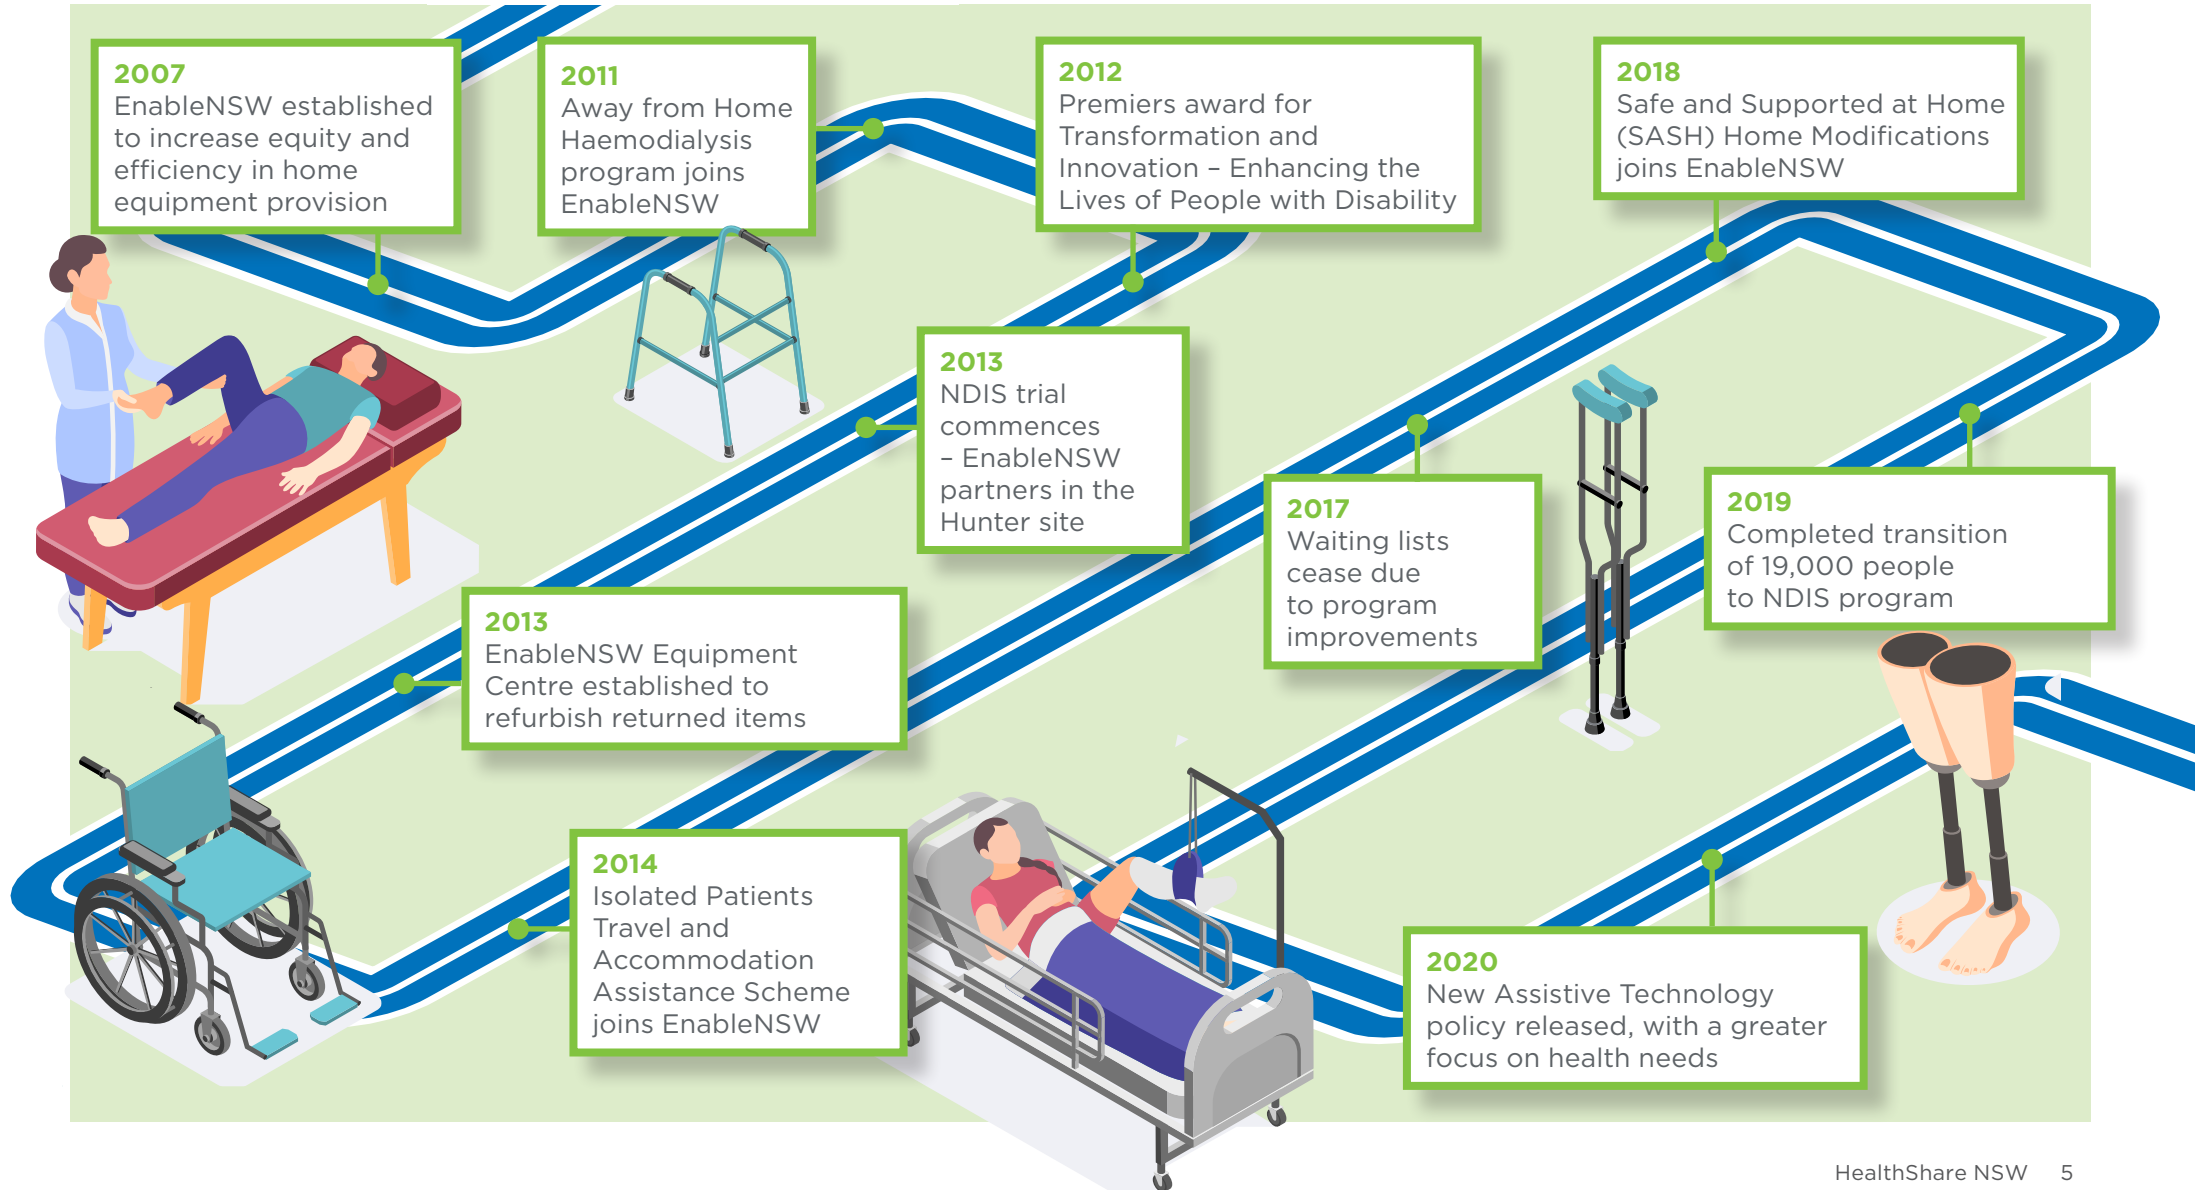 2007
EnableNSW established
to increase equity and
efficiency in home
equipment provision
2011
Away from Home
Haemodialysis
program joins
EnableNSW
2012
Premiers award for
Transformation and
Innovation – Enhancing the
Lives of People with Disability
2013
NDIS trial
commences
– EnableNSW
partners in the
Hunter site
2013
EnableNSW Equipment
Centre established to
refurbish returned items
2014
Isolated Patients
Travel and
Accommodation
Assistance Scheme
joins EnableNSW
2017
Waiting lists
cease due
to program
improvements
2018
Safe and Supported at Home
(SASH) Home Modifications
joins EnableNSW
2019
Completed transition
of 19,000 people
to NDIS program
2020
New Assistive Technology
policy released, with a greater
focus on health needs
HealthShare NSW 5